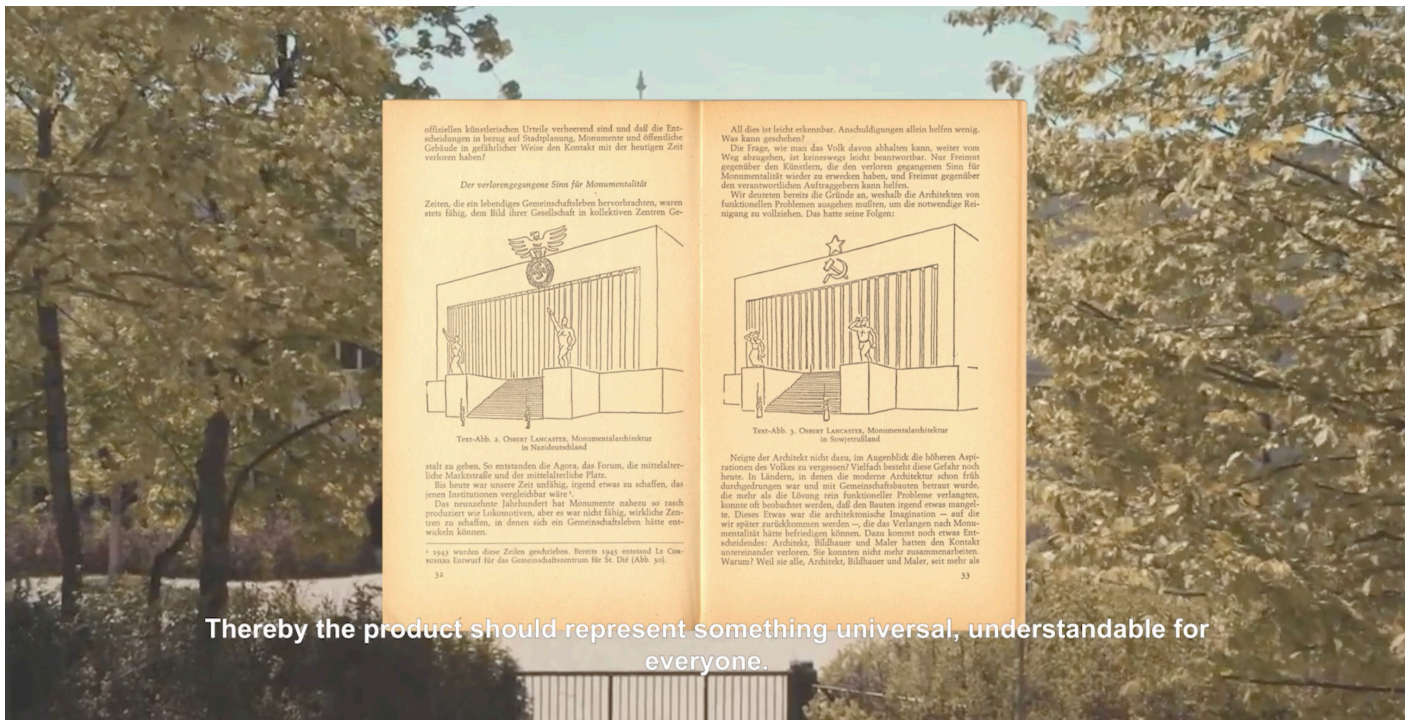 offiziellen künstlerischen Urteile verheerend sind und daß die Ent-
scheidungen in bezug auf Stadtplanung, Monumente und öffentliche
Gebäude in gefährlicher Weise den Kontakt mit der heutigen Zeit
verloren haben?
Der verlorengegangene Sinn für Monumentalität
Zeiten, die ein lebendiges Gemeinschaftsleben hervorbrachten, waren
stets fähig, dem Bild ihrer Gesellschaft in kollektiven Zentren Ge-
Text-Abb. 2. Osbert Lancaster, Monumentalarchitektur
in Nazideutschland
stalt zu geben. So entstanden die Agora, das Forum, die mittelalter-
liche Marktstraße und der mittelalterliche Platz.
Bis heute war unsere Zeit unfähig, irgend etwas zu schaffen, das
jenen Institutionen vergleichbar wäre¹.
Das neunzehnte Jahrhundert hat Monumente nahezu so rasch
produziert wie Lokomotiven, aber es war nicht fähig, wirkliche Zen-
tren zu schaffen, in denen sich ein Gemeinschaftsleben hätte ent-
wickeln können.
¹ 1943 wurden diese Zeilen geschrieben. Bereits 1945 entstand Le Cor-
busiers Entwurf für das Gemeinschaftszentrum für St. Dié (Abb. 30).
32
All dies ist leicht erkennbar. Anschuldigungen allein helfen wenig.
Was kann geschehen?
Die Frage, wie man das Volk davon abhalten kann, weiter vom
Weg abzugehen, ist keineswegs leicht beantwortbar. Nur Freimut
gegenüber den Künstlern, die den verloren gegangenen Sinn für
Monumentalität wieder zu erwecken haben, und Freimut gegenüber
den verantwortlichen Auftraggebern kann helfen.
Wir deuteten bereits die Gründe an, weshalb die Architekten von
funktionellen Problemen ausgehen mußten, um die notwendige Rei-
nigung zu vollziehen. Das hatte seine Folgen:
Text-Abb. 3. Osbert Lancaster, Monumentalarchitektur
in Sowjetrußland
Neigte der Architekt nicht dazu, im Augenblick die höheren Aspi-
rationen des Volkes zu vergessen? Vielfach besteht diese Gefahr noch
heute. In Ländern, in denen die moderne Architektur schon früh
durchgedrungen war und mit Gemeinschaftsbauten betraut wurde,
die mehr als die Lösung rein funktioneller Probleme verlangten,
konnte oft beobachtet werden, daß den Bauten irgend etwas mangel-
te. Dieses Etwas war die architektonische Imagination — auf die
wir später zurückkommen werden —, die das Verlangen nach Monu-
mentalität hätte befriedigen können. Dazu kommt noch etwas Ent-
scheidendes: Architekt, Bildhauer und Maler hatten den Kontakt
untereinander verloren. Sie konnten nicht mehr zusammenarbeiten.
Warum? Weil sie alle, Architekt, Bildhauer und Maler, seit mehr als
33
Thereby the product should represent something universal, understandable for
everyone.